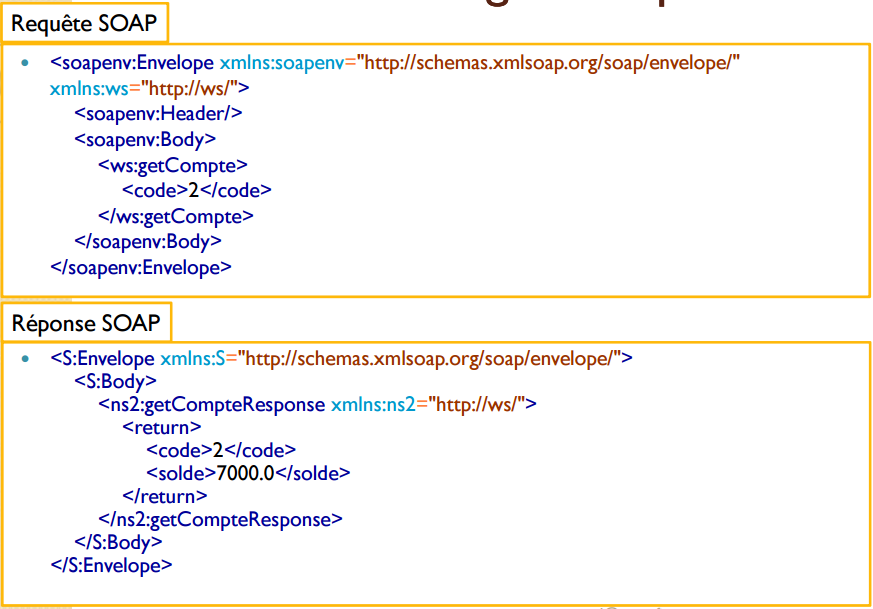 Requête SOAP
• <soapenv:Envelope xmlns:soapenv="http://schemas.xmlsoap.org/soap/envelope/"
xmlns:ws="http://ws/">
<soapenv:Header/>
<soapenv:Body>
<ws:getCompte>
<code>2</code>
</ws:getCompte>
</soapenv:Body>
</soapenv:Envelope>
Réponse SOAP
• <S:Envelope xmlns:S="http://schemas.xmlsoap.org/soap/envelope/">
<S:Body>
<ns2:getCompteResponse xmlns:ns2="http://ws/">
<return>
<code>2</code>
<solde>7000.0</solde>
</return>
</ns2:getCompteResponse>
</S:Body>
</S:Envelope>